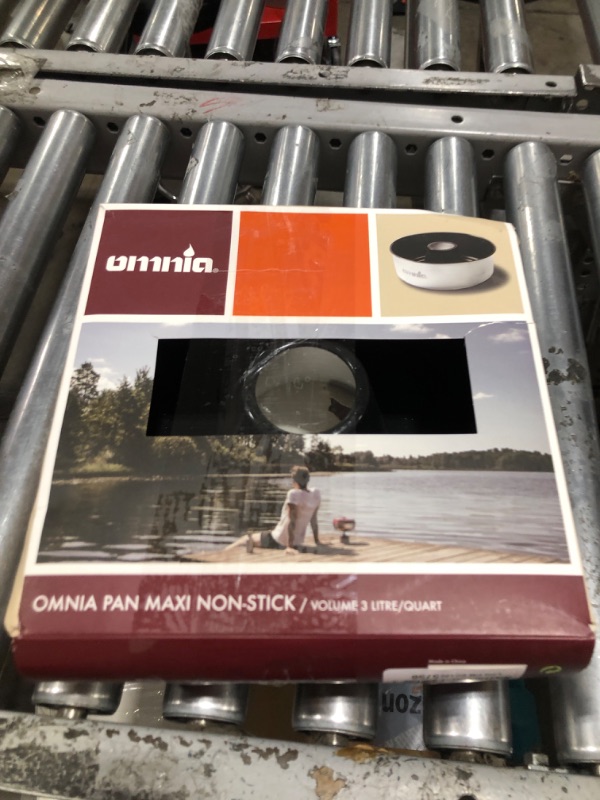 omnia®
omnia
OMNIA PAN MAXI NON-STICK / VOLUME 3 LITRE/QUART
Made in China